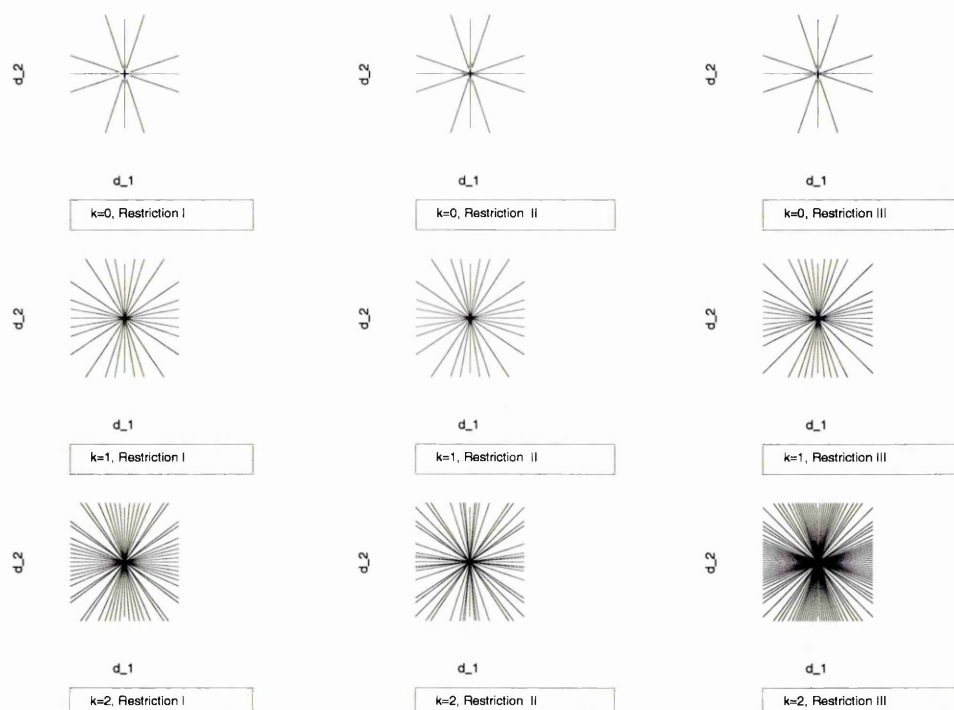 d_2
d_2
d_2
d_1
d_1
d_1
k=0, Restriction I
k=0, Restriction II
k=0, Restriction III
d_2
d_2
d_2
d_1
d_1
d_1
k=1, Restriction I
k=1, Restriction II
k=1, Restriction III
d_2
d_2
d_2
d_1
d_1
d_1
k=2, Restriction I
k=2, Restriction II
k=2, Restriction III